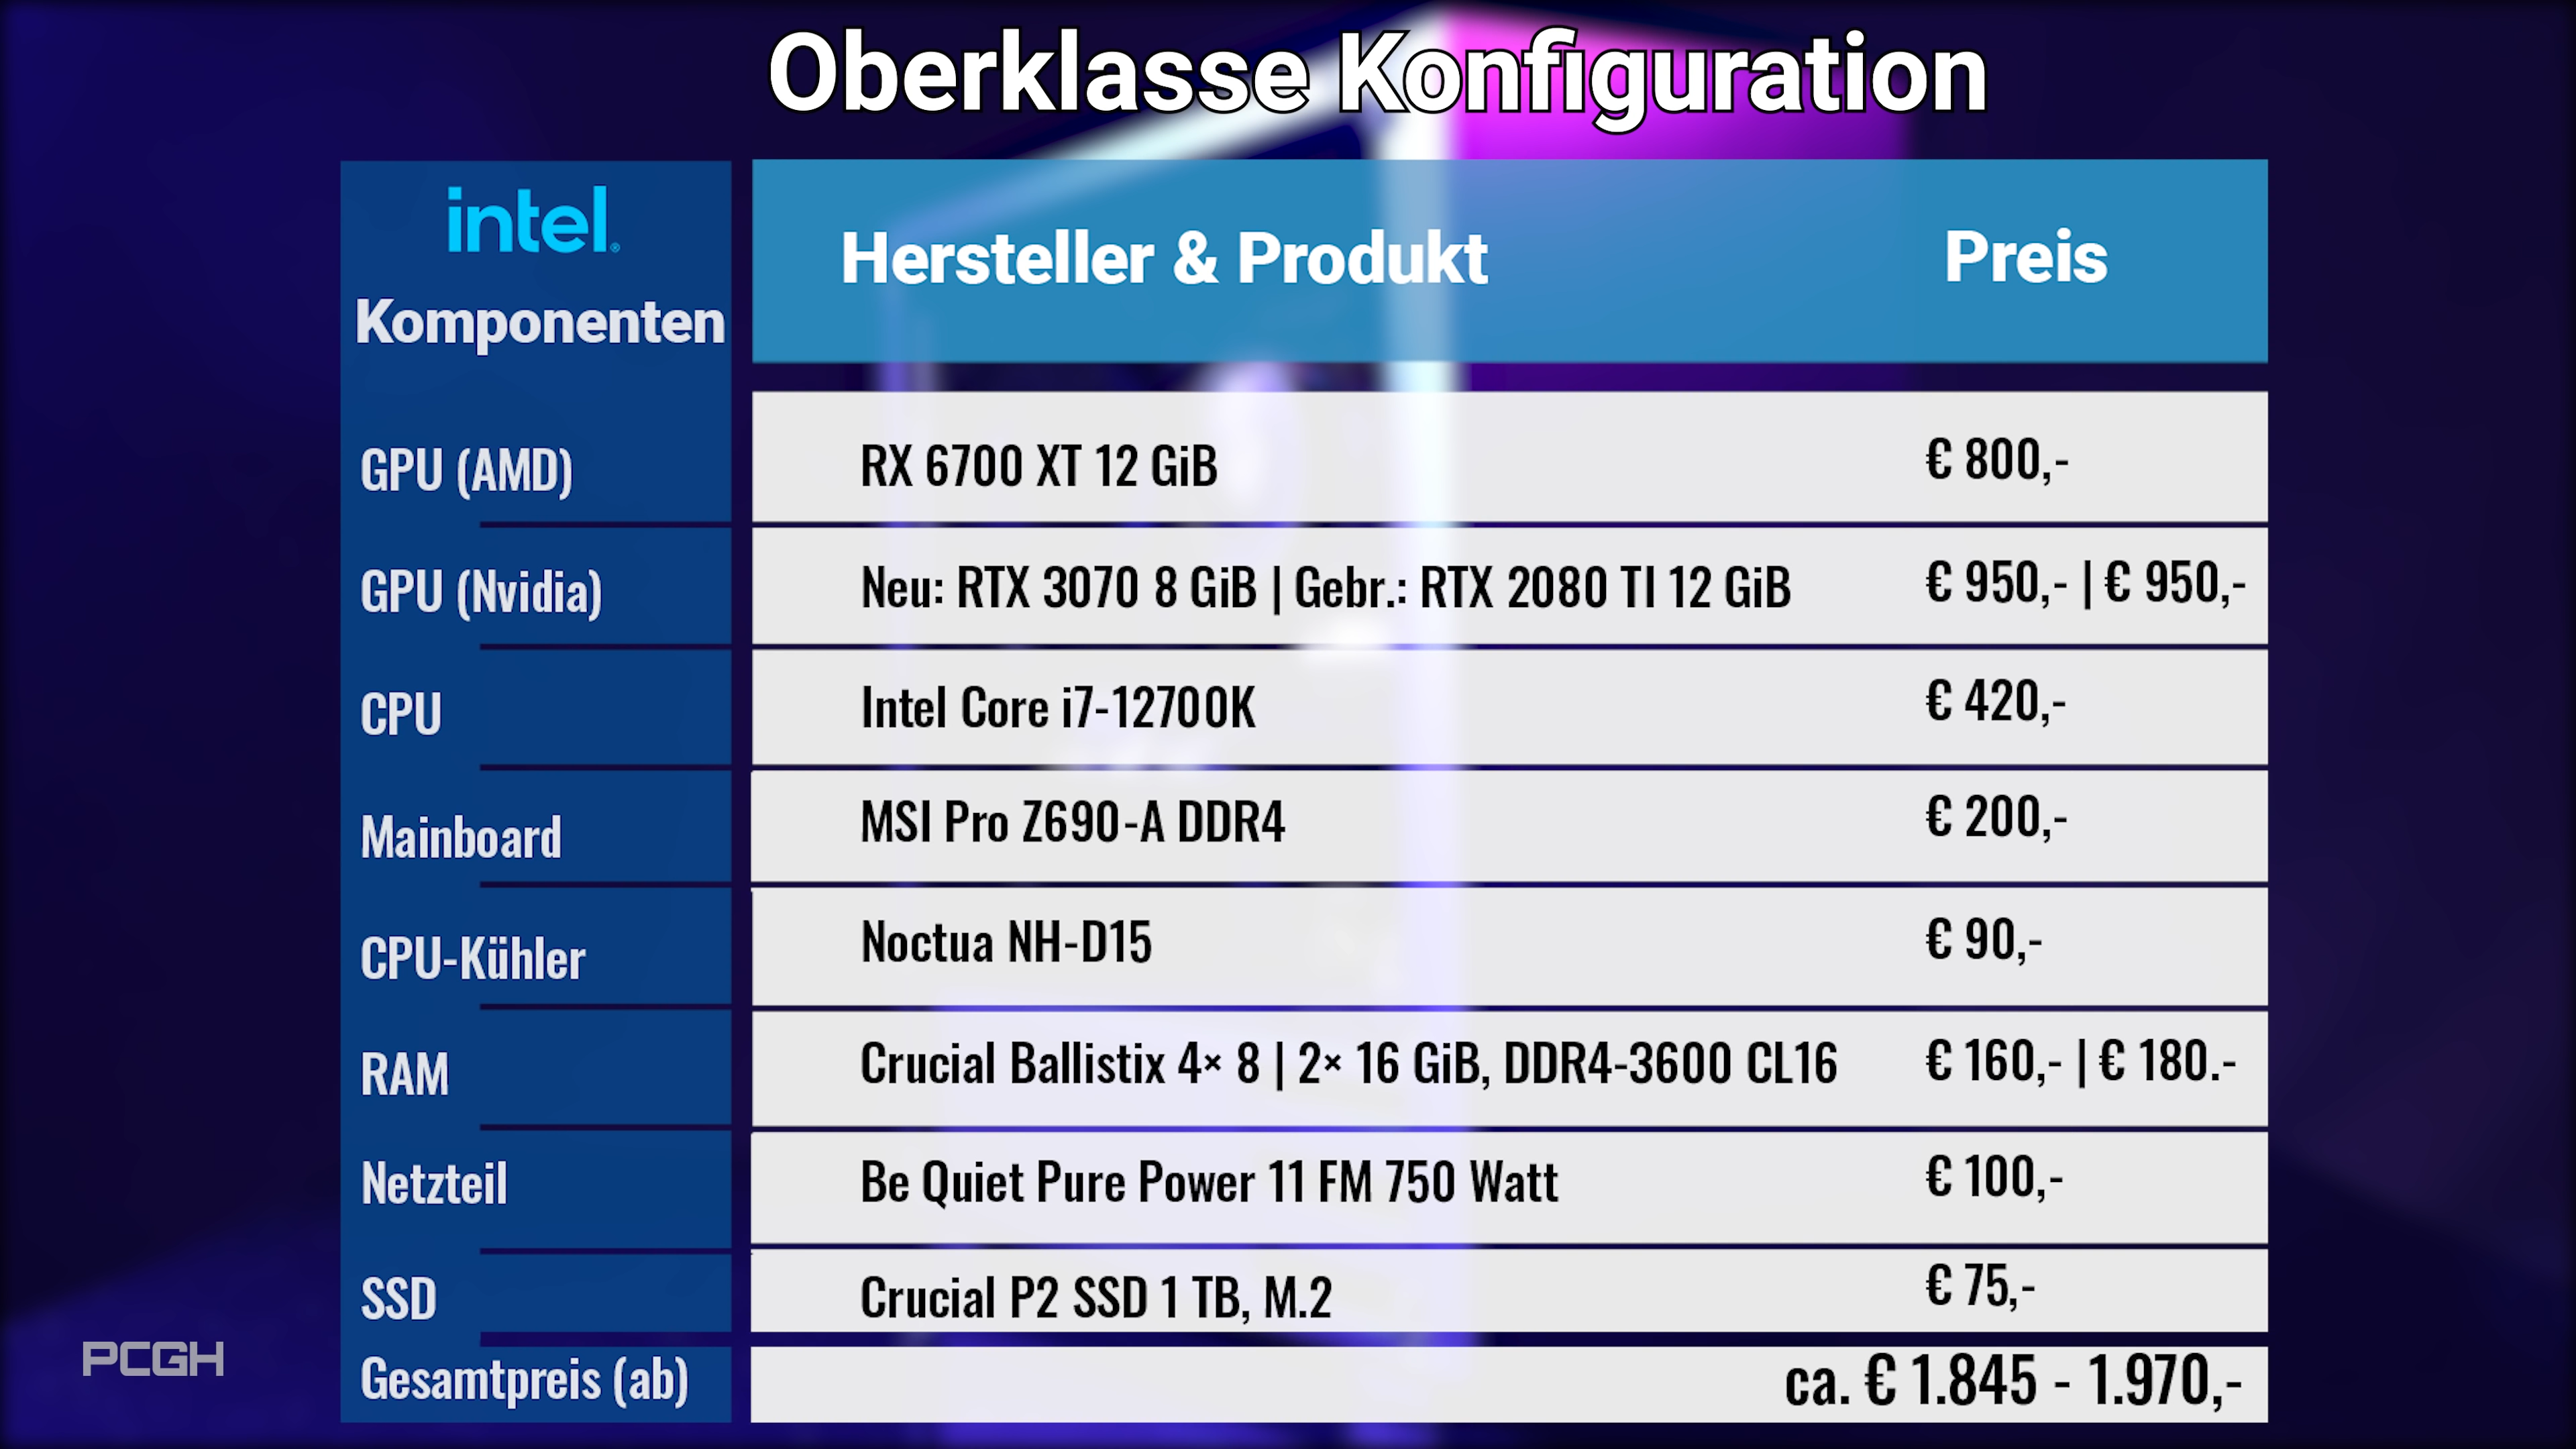 Oberklasse Konfiguration
intel.
Komponenten
Hersteller & Produkt Preis
GPU (AMD) RX 6700 XT 12 GiB € 800,-
GPU (Nvidia) Neu: RTX 3070 8 GiB | Gebr.: RTX 2080 TI 12 GiB € 950,- | € 950,-
CPU Intel Core i7-12700K € 420,-
Mainboard MSI Pro Z690-A DDR4 € 200,-
CPU-Kühler Noctua NH-D15 € 90,-
RAM Crucial Ballistix 4× 8 | 2× 16 GiB, DDR4-3600 CL16 € 160,- | € 180.-
Netzteil Be Quiet Pure Power 11 FM 750 Watt € 100,-
SSD Crucial P2 SSD 1 TB, M.2 € 75,-
Gesamtpreis (ab) ca. € 1.845 - 1.970,-
PCGH